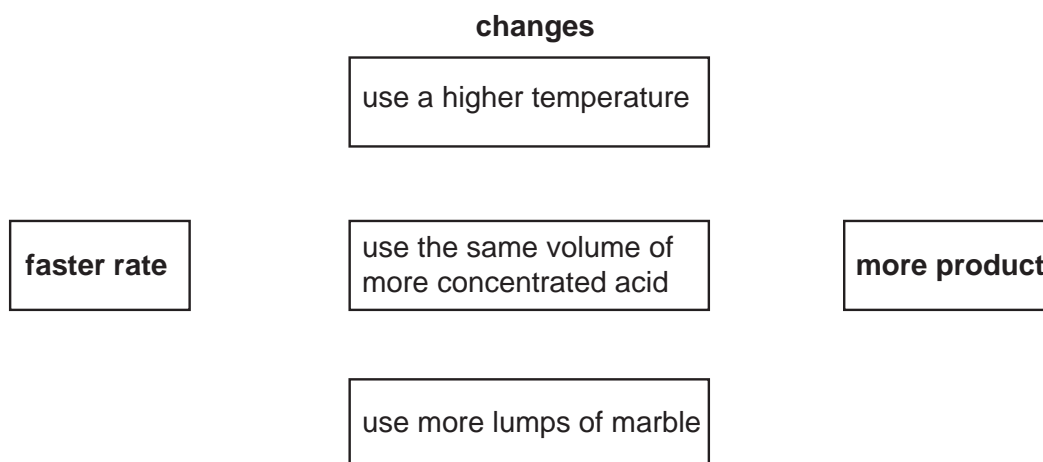 changes
use a higher temperature
faster rate
use the same volume of
more concentrated acid
more product
use more lumps of marble